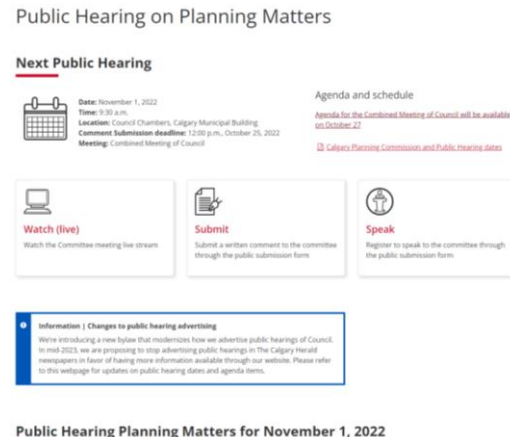 Public Hearing on Planning Matters
Next Public Hearing
Date: November 1, 2022
Time: 9:30 a.m.
Location: Council Chambers, Calgary Municipal Building
Comment Submission deadline: 12:00 p.m., October 25, 2022
Meeting: Combined Meeting of Council
Agenda and schedule
Agenda for the Combined Meeting of Council will be available
on October 27
Calgary Planning Commission and Public Hearing dates
Watch (live)
Watch the Committee meeting live stream
Submit
Submit a written comment to the committee
through the public submission form
Speak
Register to speak to the committee through
the public submission form
Information | Changes to public hearing advertising
We're introducing a new bylaw that modernizes how we advertise public hearings of Council.
In mid-2023, we are proposing to stop advertising public hearings in The Calgary Herald
newspapers in favor of having more information available through our website. Please refer
to this webpage for updates on public hearing dates and agenda items.
Public Hearing Planning Matters for November 1, 2022